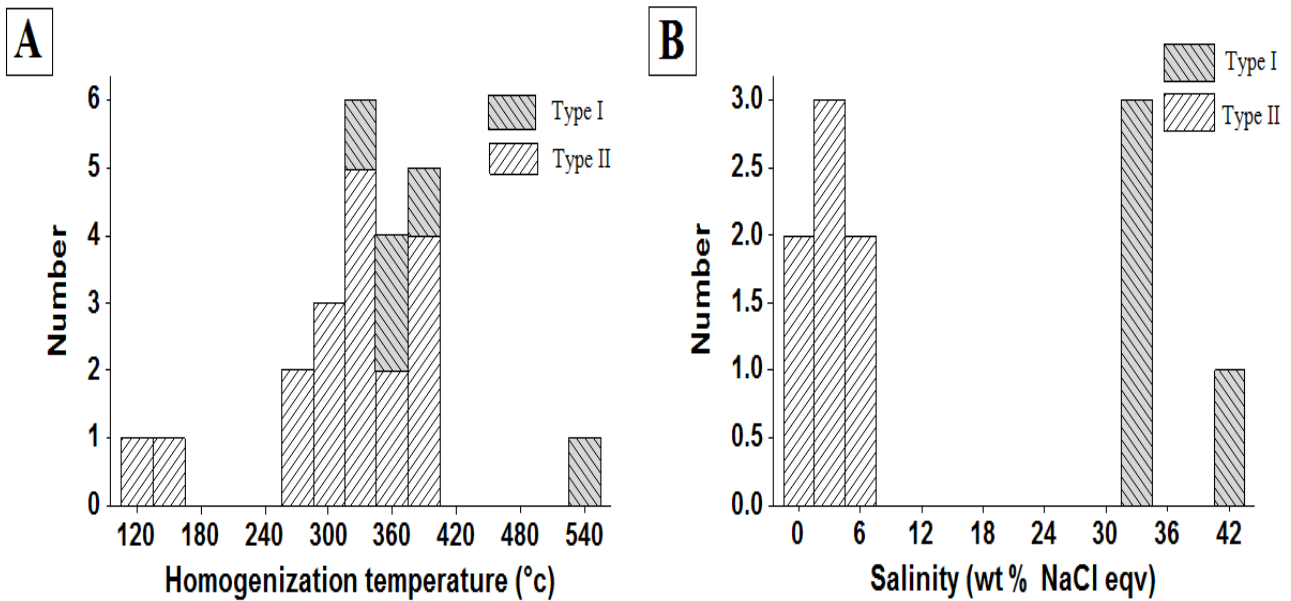 A
Number
6
5
4
3
2
1
0
120 180 240 300 360 420 480 540
Homogenization temperature (°c)
Type I
Type II
B
Number
3.0
2.5
2.0
1.5
1.0
0.5
0.0
0 6 12 18 24 30 36 42
Salinity (wt % NaCl eqv)
Type I
Type II